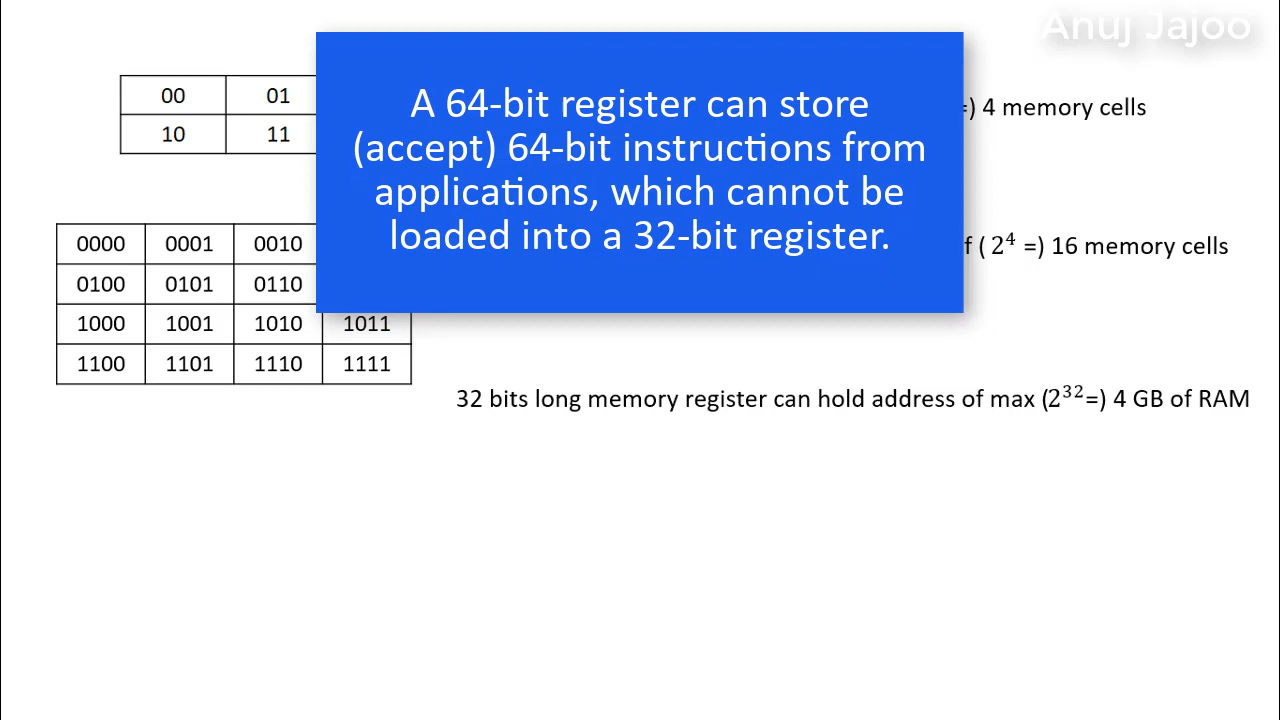 Anuj Jajoo
00 01
10 11
=) 4 memory cells
A 64-bit register can store
(accept) 64-bit instructions from
applications, which cannot be
loaded into a 32-bit register.
0000 0001 0010
0100 0101 0110
1000 1001 1010 1011
1100 1101 1110 1111
f ( 2⁴ =) 16 memory cells
32 bits long memory register can hold address of max (2³²=) 4 GB of RAM